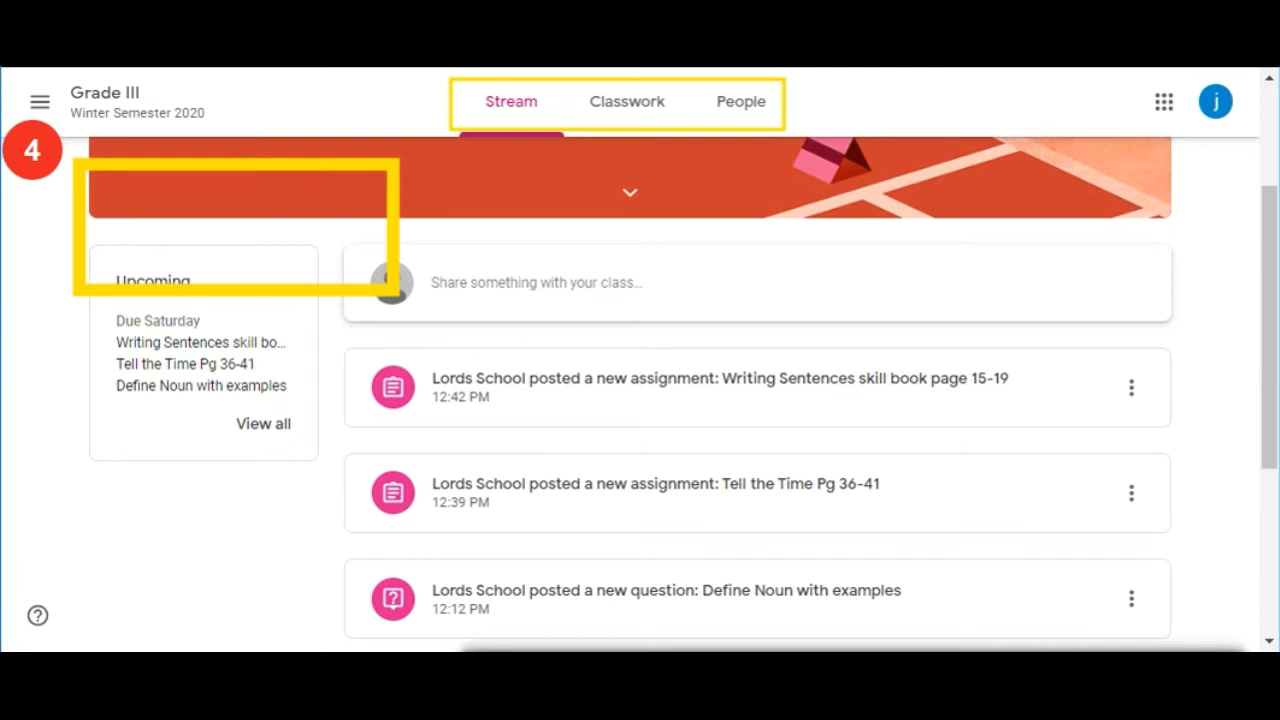 Grade III
Winter Semester 2020
Stream
Classwork
People
j
4
Upcoming
Due Saturday
Writing Sentences skill bo...
Tell the Time Pg 36-41
Define Noun with examples
View all
Share something with your class...
Lords School posted a new assignment: Writing Sentences skill book page 15-19
12:42 PM
Lords School posted a new assignment: Tell the Time Pg 36-41
12:39 PM
Lords School posted a new question: Define Noun with examples
12:12 PM